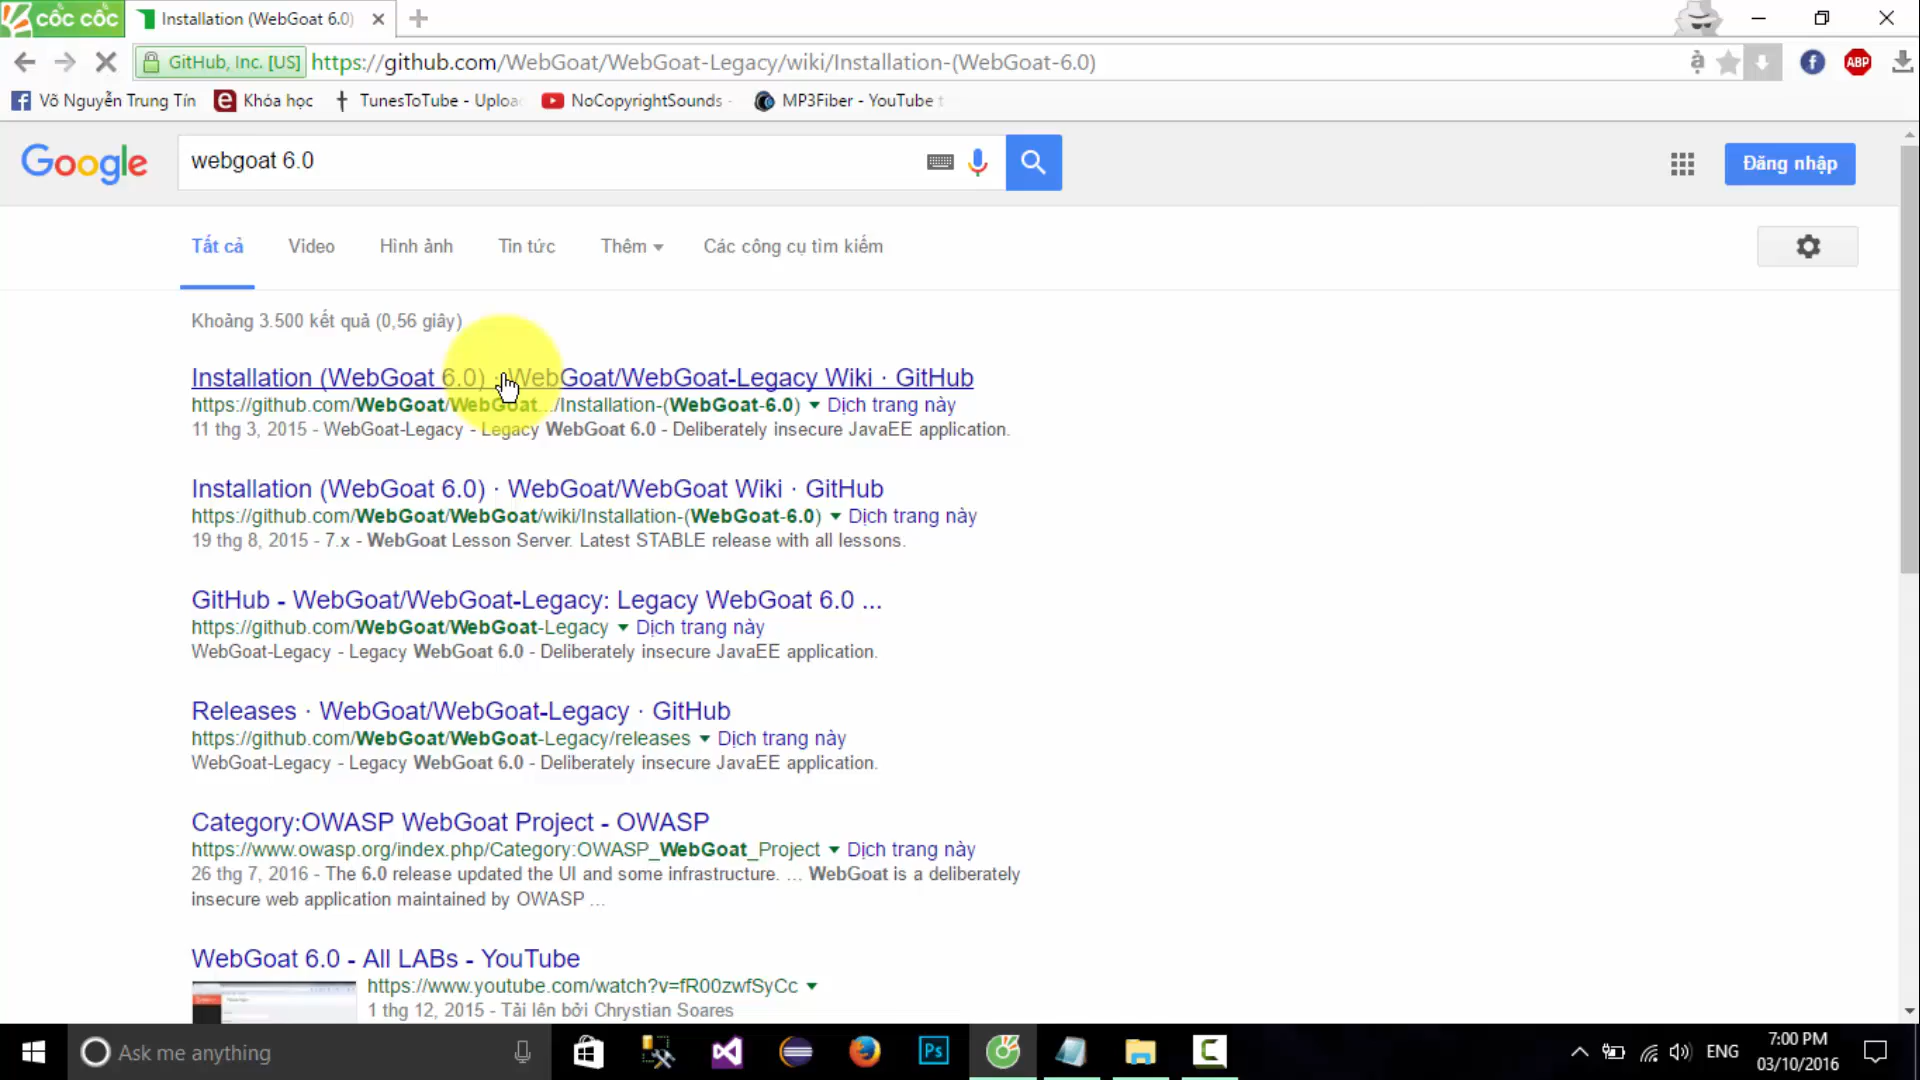 cốc cốc
Installation (WebGoat 6.0)
GitHub, Inc. [US] https://github.com/WebGoat/WebGoat-Legacy/wiki/Installation-(WebGoat-6.0)
ABP
Võ Nguyễn Trung Tín Khóa học TunesToTube - Uploa NoCopyrightSounds - MP3Fiber - YouTube t
Google webgoat 6.0 Đăng nhập
Tất cả Video Hình ảnh Tin tức Thêm Các công cụ tìm kiếm
Khoảng 3.500 kết quả (0,56 giây)
Installation (WebGoat 6.0) · WebGoat/WebGoat-Legacy Wiki · GitHub
https://github.com/WebGoat/WebGoat.../Installation-(WebGoat-6.0) Dịch trang này
11 thg 3, 2015 - WebGoat-Legacy - Legacy WebGoat 6.0 - Deliberately insecure JavaEE application.
Installation (WebGoat 6.0) · WebGoat/WebGoat Wiki · GitHub
https://github.com/WebGoat/WebGoat/wiki/Installation-(WebGoat-6.0) Dịch trang này
19 thg 8, 2015 - 7.x - WebGoat Lesson Server. Latest STABLE release with all lessons.
GitHub - WebGoat/WebGoat-Legacy: Legacy WebGoat 6.0 ...
https://github.com/WebGoat/WebGoat-Legacy Dịch trang này
WebGoat-Legacy - Legacy WebGoat 6.0 - Deliberately insecure JavaEE application.
Releases · WebGoat/WebGoat-Legacy · GitHub
https://github.com/WebGoat/WebGoat-Legacy/releases Dịch trang này
WebGoat-Legacy - Legacy WebGoat 6.0 - Deliberately insecure JavaEE application.
Category:OWASP WebGoat Project - OWASP
https://www.owasp.org/index.php/Category:OWASP_WebGoat_Project Dịch trang này
26 thg 7, 2016 - The 6.0 release updated the UI and some infrastructure. ... WebGoat is a deliberately
insecure web application maintained by OWASP ...
WebGoat 6.0 - All LABs - YouTube
https://www.youtube.com/watch?v=fR00zwfSyCc
1 thg 12, 2015 - Tải lên bởi Chrystian Soares
Ask me anything Ps ENG 7:00 PM
03/10/2016